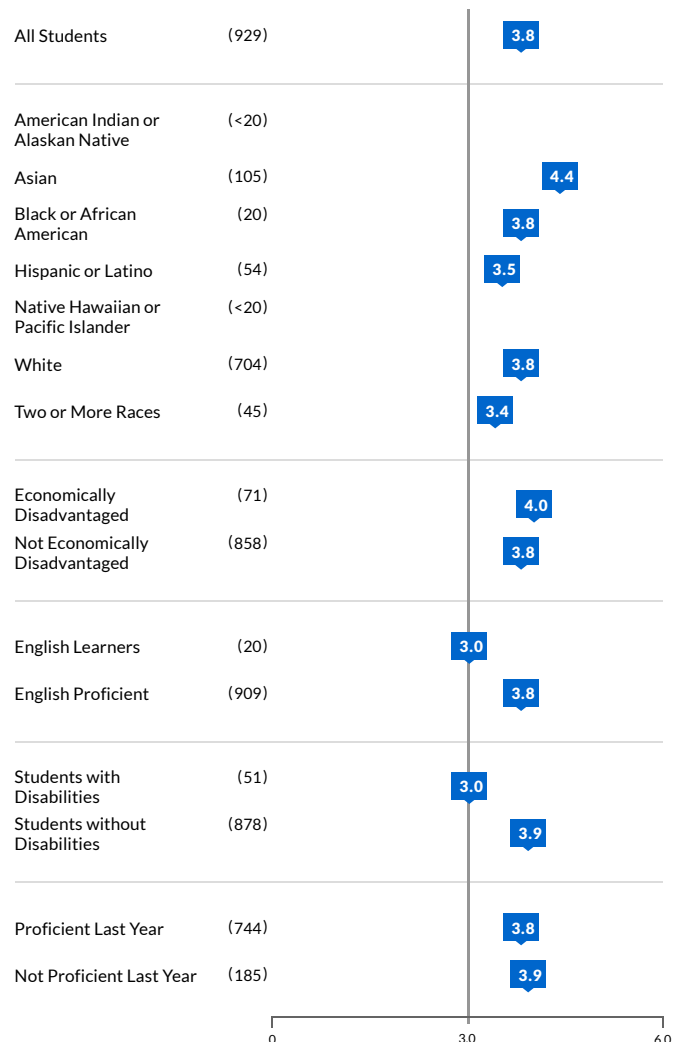 All Students (929) 3.8
American Indian or (<20)
Alaskan Native
Asian (105) 4.4
Black or African (20) 3.8
American
Hispanic or Latino (54) 3.5
Native Hawaiian or (<20)
Pacific Islander
White (704) 3.8
Two or More Races (45) 3.4
Economically (71) 4.0
Disadvantaged
Not Economically (858) 3.8
Disadvantaged
English Learners (20) 3.0
English Proficient (909) 3.8
Students with (51) 3.0
Disabilities
Students without (878) 3.9
Disabilities
Proficient Last Year (744) 3.8
Not Proficient Last Year (185) 3.9
0 3.0 6.0